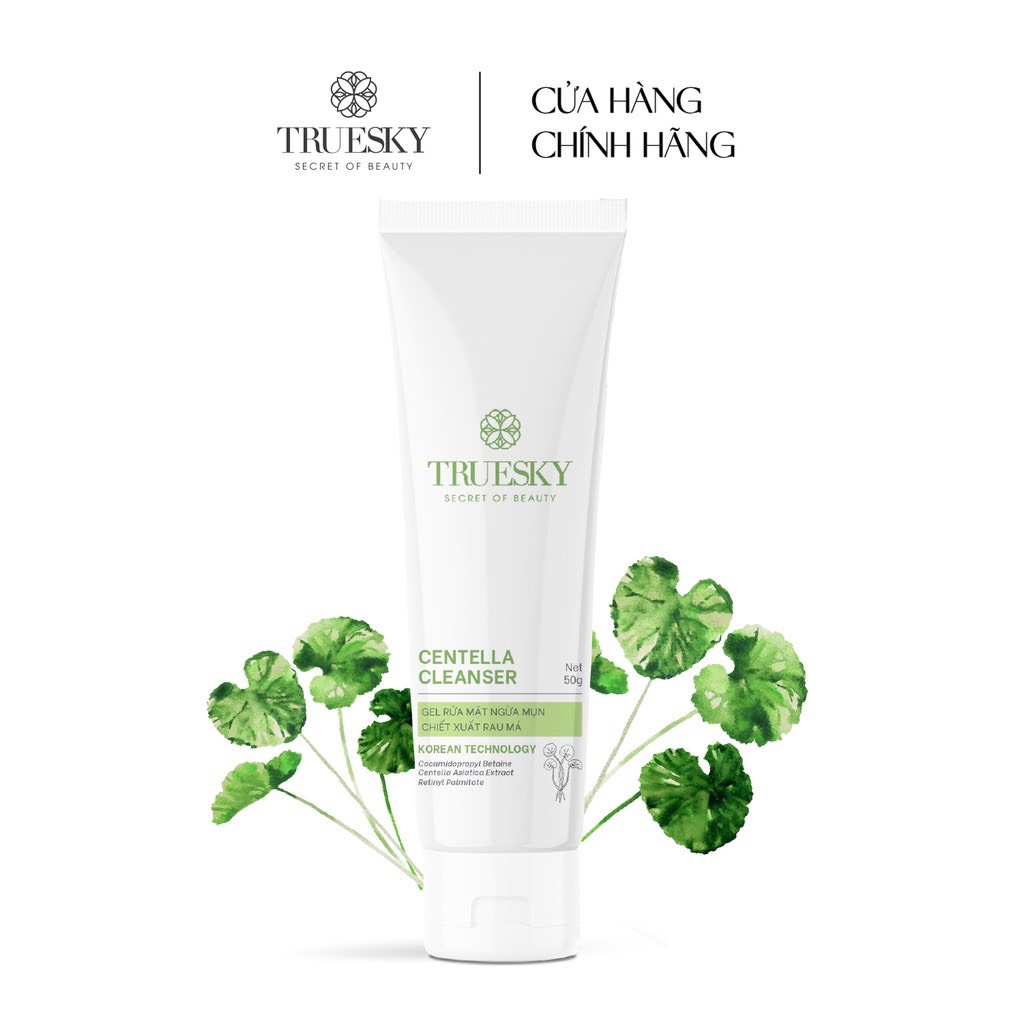 TRUESKY
SECRET OF BEAUTY
CỬA HÀNG
CHÍNH HÃNG
TRUESKY
SECRET OF BEAUTY
CENTELLA
CLEANSER
Net
50g
GEL RỬA MẶT NGỪA MỤN
CHIẾT XUẤT RAU MÁ
KOREAN TECHNOLOGY
Cocamidopropyl Betaine
Centella Asiatica Extract
Retinyl Palmitate